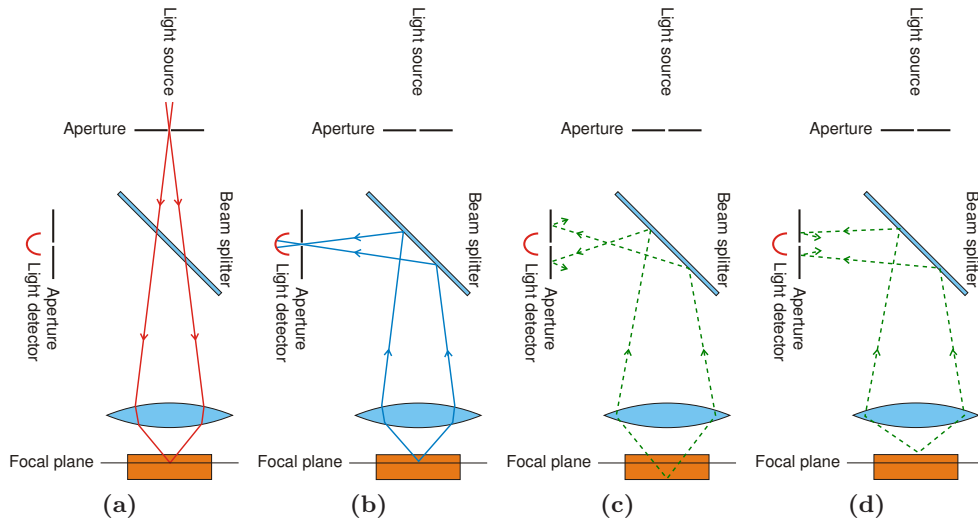 Light source
Aperture
Beam splitter
Aperture
Light detector
Focal plane
(a)
Light source
Aperture
Beam splitter
Aperture
Light detector
Focal plane
(b)
Light source
Aperture
Beam splitter
Aperture
Light detector
Focal plane
(c)
Light source
Aperture
Beam splitter
Aperture
Light detector
Focal plane
(d)